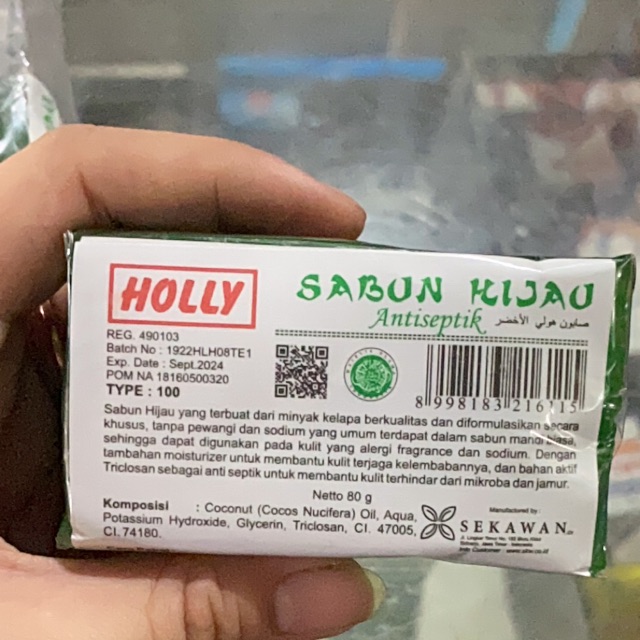 HOLLY
SABUN HIJAU
Antiseptik صابون هولي الأخضر
REG. 490103
Batch No : 1922HLH08TE1
Exp. Date : Sept.2024
POM NA 18160500320
TYPE : 100
8 998183 216115
Sabun Hijau yang terbuat dari minyak kelapa berkualitas dan diformulasikan secara
khusus, tanpa pewangi dan sodium yang umum terdapat dalam sabun mandi biasa
sehingga dapat digunakan pada kulit yang alergi fragrance dan sodium. Dengan
tambahan moisturizer untuk membantu kulit terjaga kelembabannya, dan bahan aktif
Triclosan sebagai anti septik untuk membantu kulit terhindar dari mikroba dan jamur.
Netto 80 g
Komposisi : Coconut (Cocos Nucifera) Oil, Aqua,
Potassium Hydroxide, Glycerin, Triclosan, CI. 47005,
CI.74180.
Manufactured by :
SEKAWAN